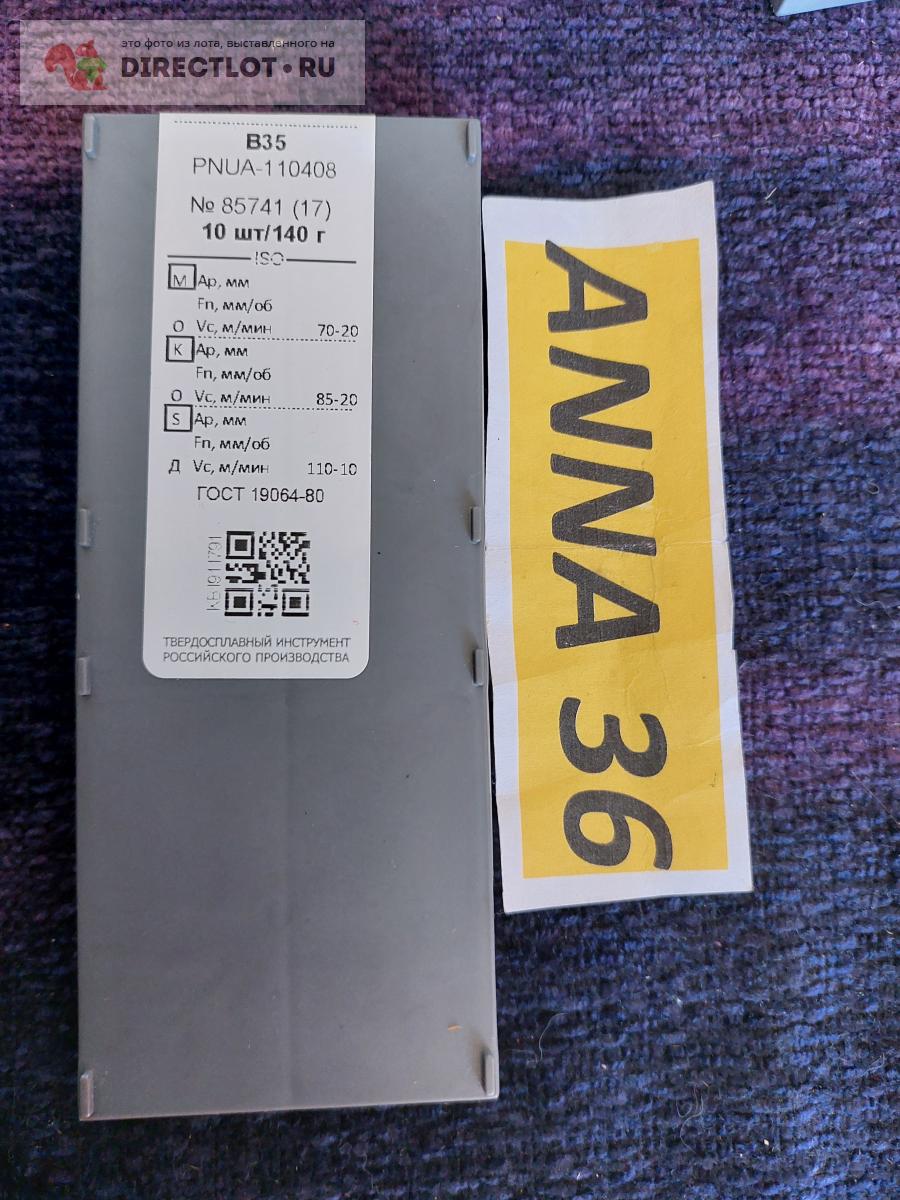 это фото из лота, выставленного на
DIRECTLOT.RU
B35
PNUA-110408
№ 85741 (17)
10 шт/140 г
ISO
M Ap, мм
Fn, мм/об
О Vc, м/мин 70-20
K Ap, мм
Fn, мм/об
О Vc, м/мин 85-20
S Ap, мм
Fn, мм/об
Д Vc, м/мин 110-10
ГОСТ 19064-80
ТВЕРДОСПЛАВНЫЙ ИНСТРУМЕНТ
РОССИЙСКОГО ПРОИЗВОДСТВА
ANNA 36